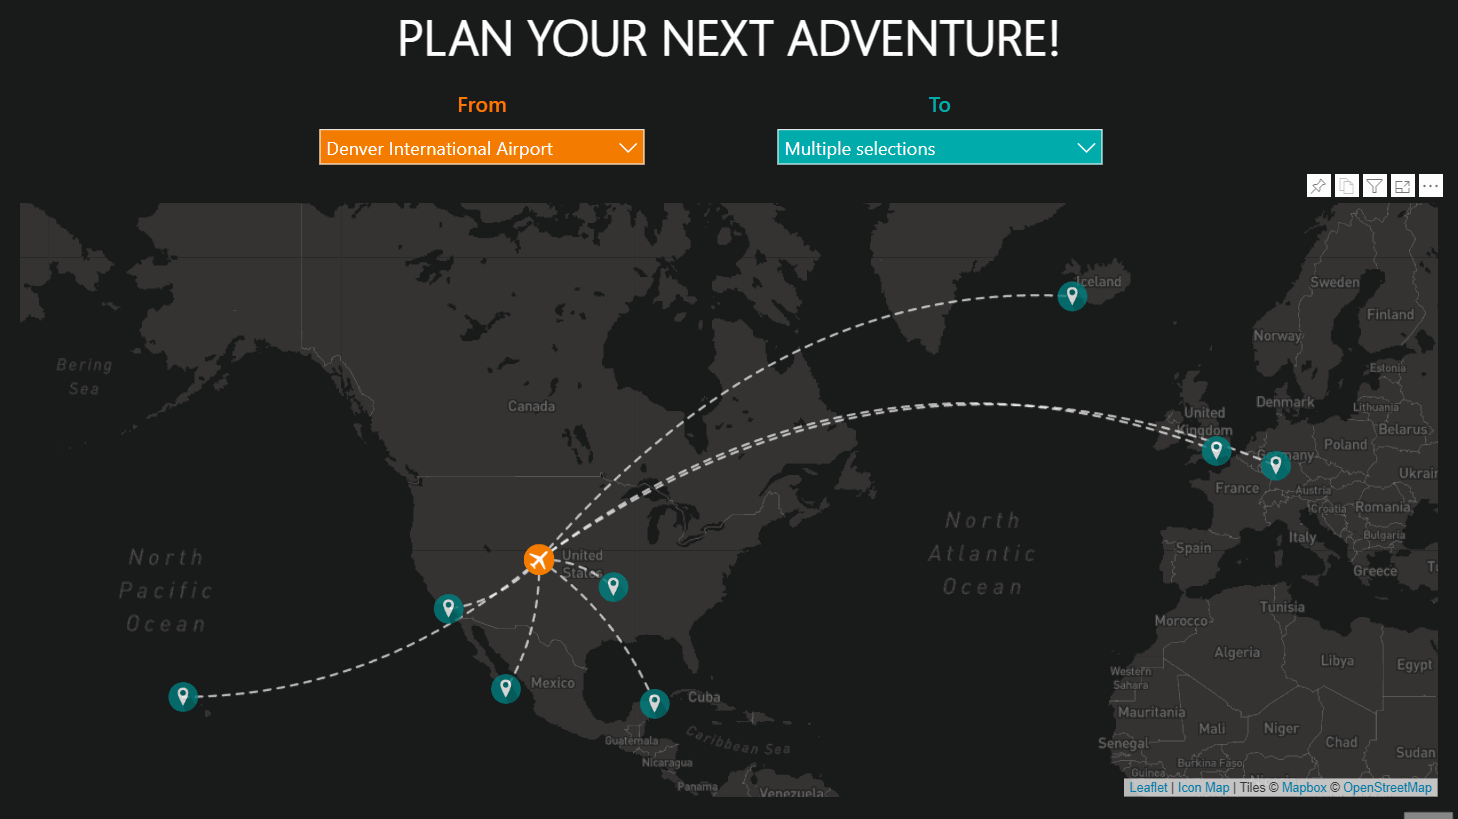 PLAN YOUR NEXT ADVENTURE!
From
To
Denver International Airport
Multiple selections
Iceland
Sweden
Finland
Norway
Bering
Sea
Estonia
Canada
Denmark
Lithuania
United
Kingdom
Belarus
Poland
Germany
Ukrain
France
Austria
Croatia
Romania
North
Atlantic
Ocean
Bulgaria
Italy
Spain
Greece
United
States
North
Pacific
Ocean
Tunisia
Morocco
Algeria
Libya
Egypt
Western
Sahara
Mexico
Cuba
Mauritania
Mali
Niger
Chad
Sudan
Senegal
Guatemala
Caribbean Sea
Nicaragua
Burkina Faso
Guinea
Panama
Venezuela
Leaflet | Icon Map | Tiles © Mapbox © OpenStreetMap